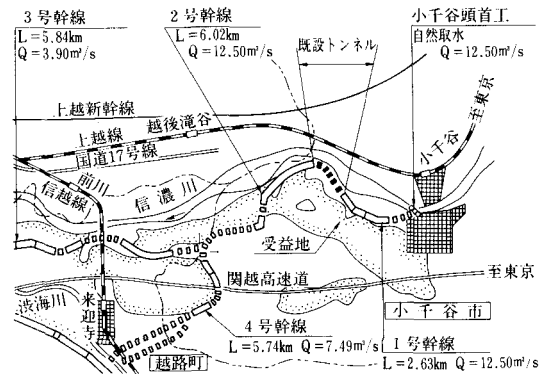 3号幹線
L=5.84km
Q=3.90㎥/s
2号幹線
L=6.02km
Q=12.50㎥/s
既設トンネル
小千谷頭首工
自然取水
Q=12.50㎥/s
上越新幹線
上越線
越後滝谷
国道17号線
小千谷
至東京
前川
信越線
信濃川
受益地
関越高速道
至東京
渋海川
来迎寺
小千谷市
4号幹線
L=5.74km Q=7.49㎥/s
越路町
1号幹線
L=2.63km Q=12.50㎥/s